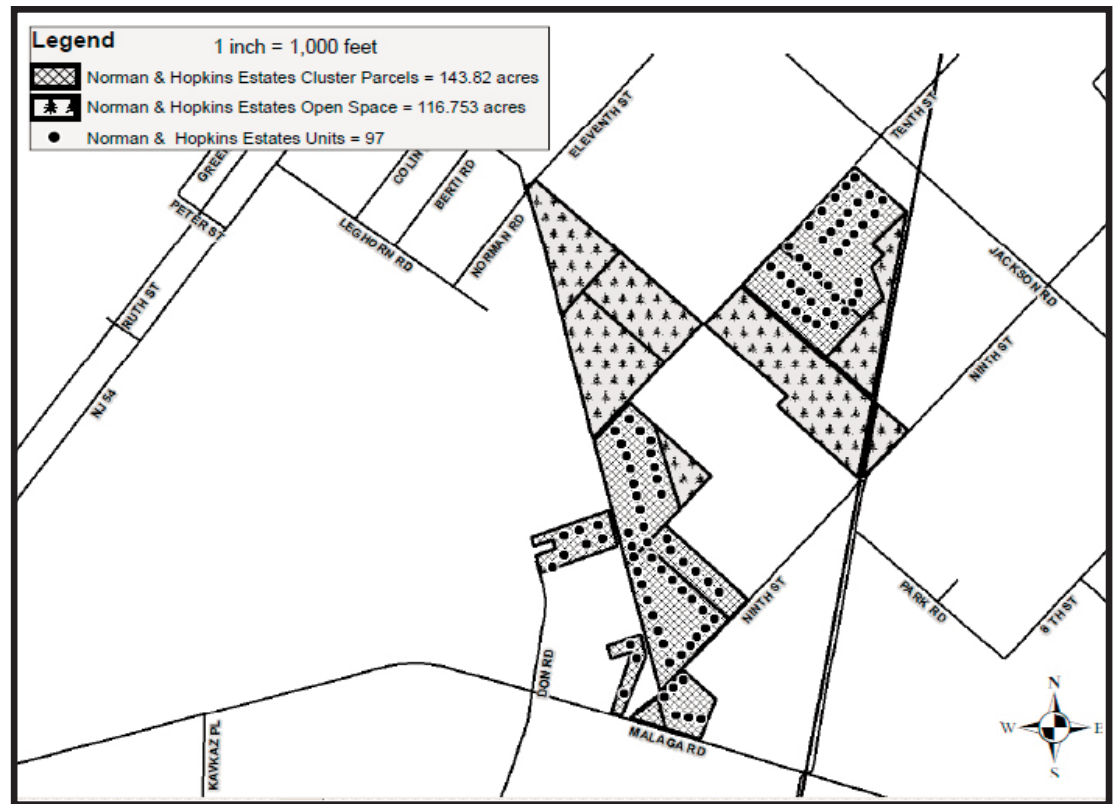 Legend
1 inch = 1,000 feet
Norman & Hopkins Estates Cluster Parcels = 143.82 acres
Norman & Hopkins Estates Open Space = 116.753 acres
Norman & Hopkins Estates Units = 97
ELEVENTH ST
TENTH ST
GREEN
COLIN
BERTI RD
PETER ST
LEGHORN RD
NORMAN RD
JACKSON RD
RUTH ST
NINTH ST
NJ 54
NINTH ST
PARK RD
8 TH ST
DON RD
MALAGA RD
KAVKAZ PL
N
W
E
S